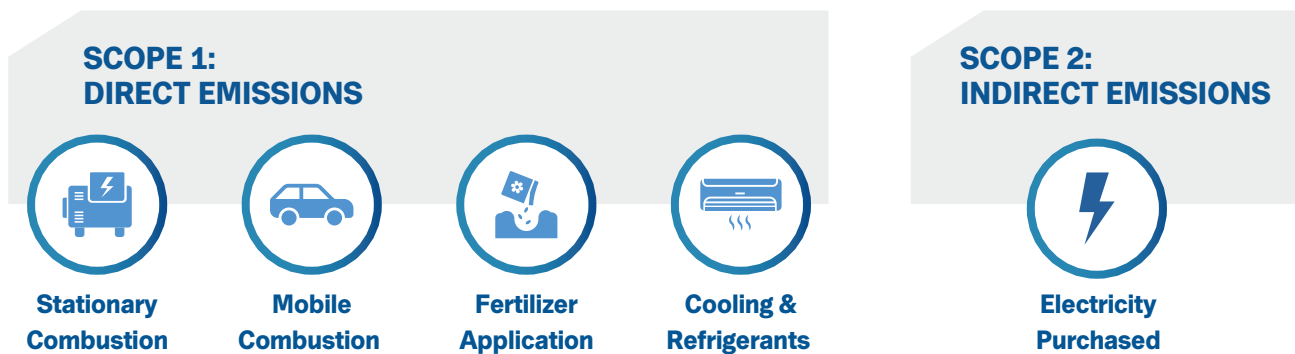 SCOPE 1:
DIRECT EMISSIONS
Stationary
Combustion
Mobile
Combustion
Fertilizer
Application
Cooling &
Refrigerants
SCOPE 2:
INDIRECT EMISSIONS
Electricity
Purchased